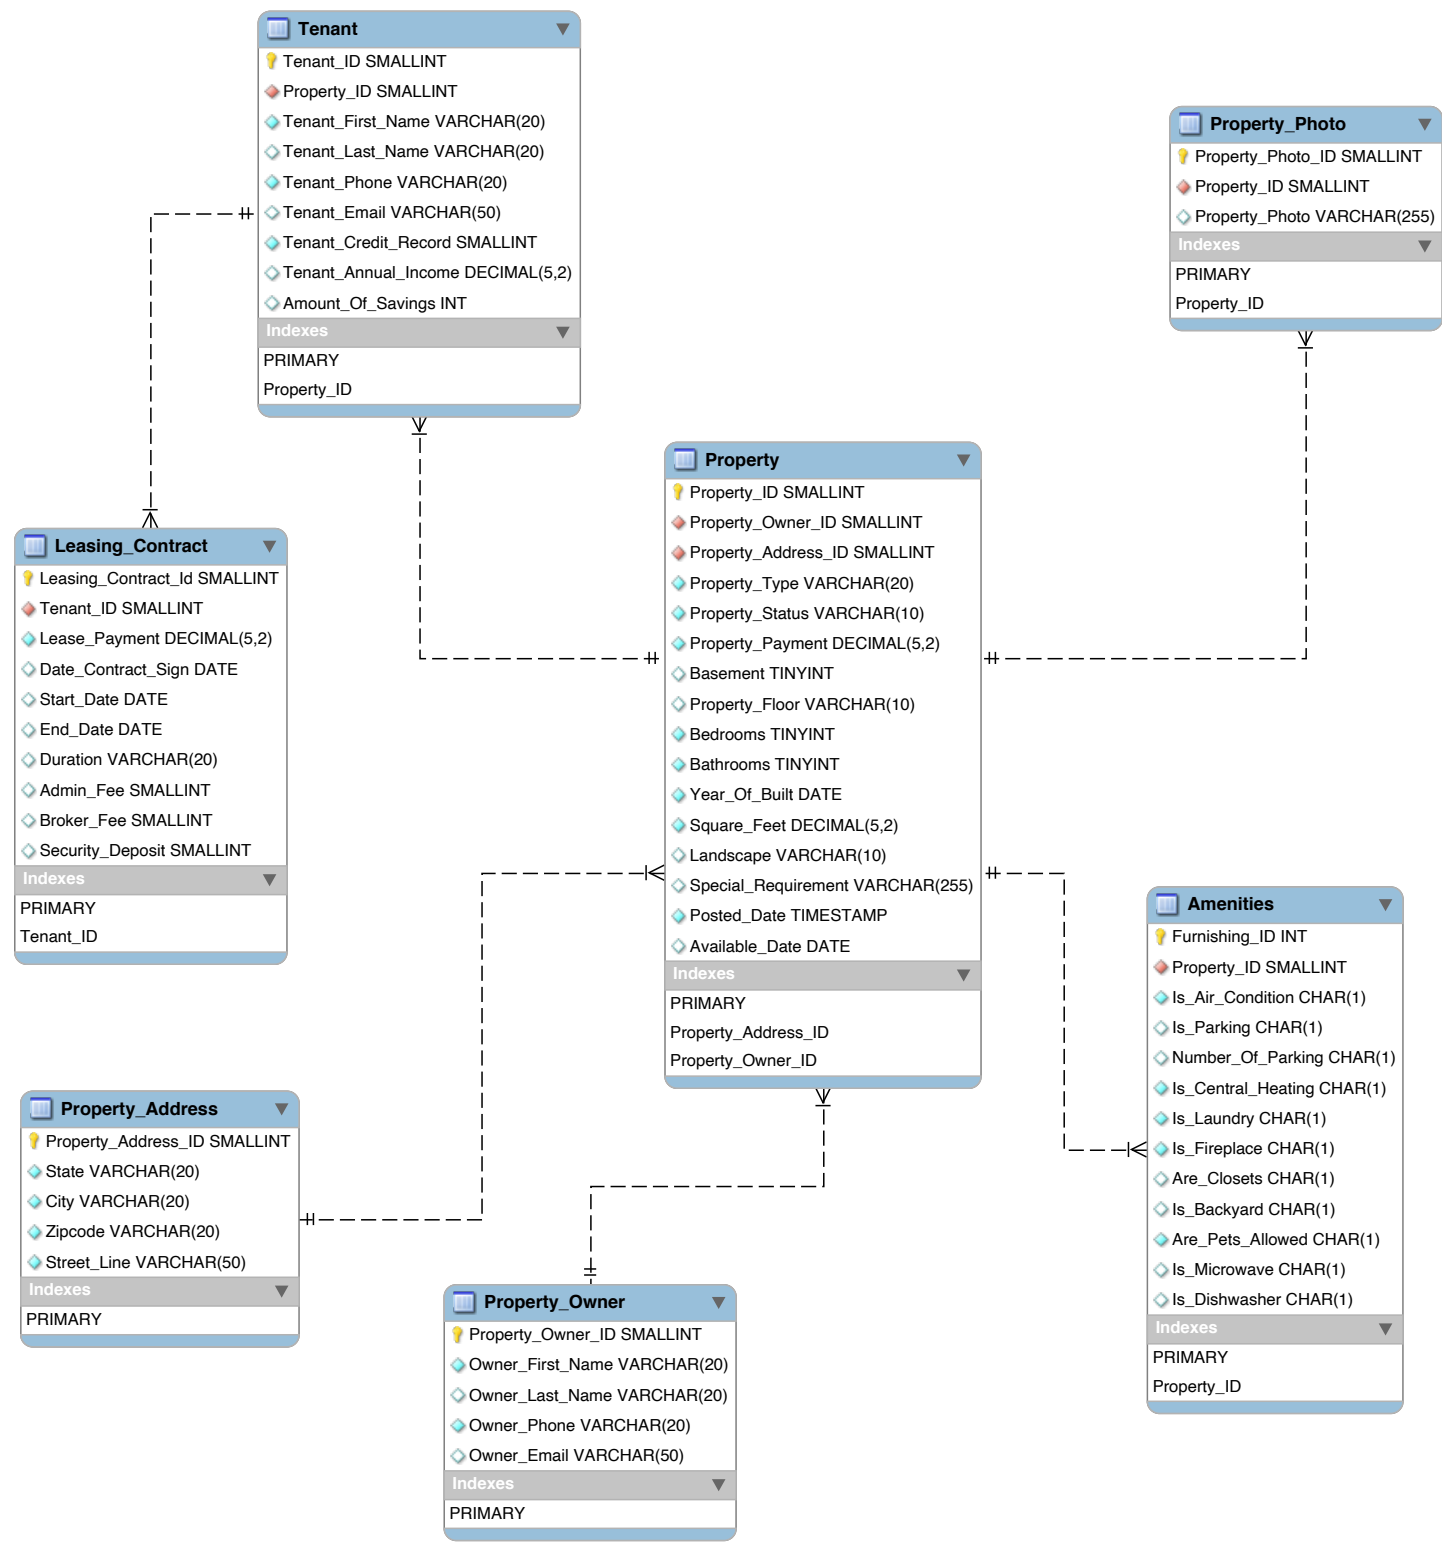 Tenant
Tenant_ID SMALLINT
Property_ID SMALLINT
Tenant_First_Name VARCHAR(20)
Tenant_Last_Name VARCHAR(20)
Tenant_Phone VARCHAR(20)
Tenant_Email VARCHAR(50)
Tenant_Credit_Record SMALLINT
Tenant_Annual_Income DECIMAL(5,2)
Amount_Of_Savings INT
Indexes
PRIMARY
Property_ID
Property_Photo
Property_Photo_ID SMALLINT
Property_ID SMALLINT
Property_Photo VARCHAR(255)
Indexes
PRIMARY
Property_ID
Property
Property_ID SMALLINT
Property_Owner_ID SMALLINT
Property_Address_ID SMALLINT
Property_Type VARCHAR(20)
Property_Status VARCHAR(10)
Property_Payment DECIMAL(5,2)
Basement TINYINT
Property_Floor VARCHAR(10)
Bedrooms TINYINT
Bathrooms TINYINT
Year_Of_Built DATE
Square_Feet DECIMAL(5,2)
Landscape VARCHAR(10)
Special_Requirement VARCHAR(255)
Posted_Date TIMESTAMP
Available_Date DATE
Indexes
PRIMARY
Property_Address_ID
Property_Owner_ID
Leasing_Contract
Leasing_Contract_Id SMALLINT
Tenant_ID SMALLINT
Lease_Payment DECIMAL(5,2)
Date_Contract_Sign DATE
Start_Date DATE
End_Date DATE
Duration VARCHAR(20)
Admin_Fee SMALLINT
Broker_Fee SMALLINT
Security_Deposit SMALLINT
Indexes
PRIMARY
Tenant_ID
Amenities
Furnishing_ID INT
Property_ID SMALLINT
Is_Air_Condition CHAR(1)
Is_Parking CHAR(1)
Number_Of_Parking CHAR(1)
Is_Central_Heating CHAR(1)
Is_Laundry CHAR(1)
Is_Fireplace CHAR(1)
Are_Closets CHAR(1)
Is_Backyard CHAR(1)
Are_Pets_Allowed CHAR(1)
Is_Microwave CHAR(1)
Is_Dishwasher CHAR(1)
Indexes
PRIMARY
Property_ID
Property_Address
Property_Address_ID SMALLINT
State VARCHAR(20)
City VARCHAR(20)
Zipcode VARCHAR(20)
Street_Line VARCHAR(50)
Indexes
PRIMARY
Property_Owner
Property_Owner_ID SMALLINT
Owner_First_Name VARCHAR(20)
Owner_Last_Name VARCHAR(20)
Owner_Phone VARCHAR(20)
Owner_Email VARCHAR(50)
Indexes
PRIMARY